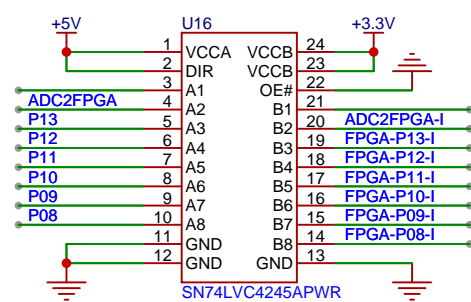 +5V U16 +3.3V
1 VCCA VCCB 24
2 DIR VCCB 23
3 A1 OE# 22
ADC2FPGA 4 A2 B1 21
P13 5 A3 B2 20 ADC2FPGA-I
P12 6 A4 B3 19 FPGA-P13-I
P11 7 A5 B4 18 FPGA-P12-I
P10 8 A6 B5 17 FPGA-P11-I
P09 9 A7 B6 16 FPGA-P10-I
P08 10 A8 B7 15 FPGA-P09-I
11 GND B8 14 FPGA-P08-I
12 GND GND 13
SN74LVC4245APWR